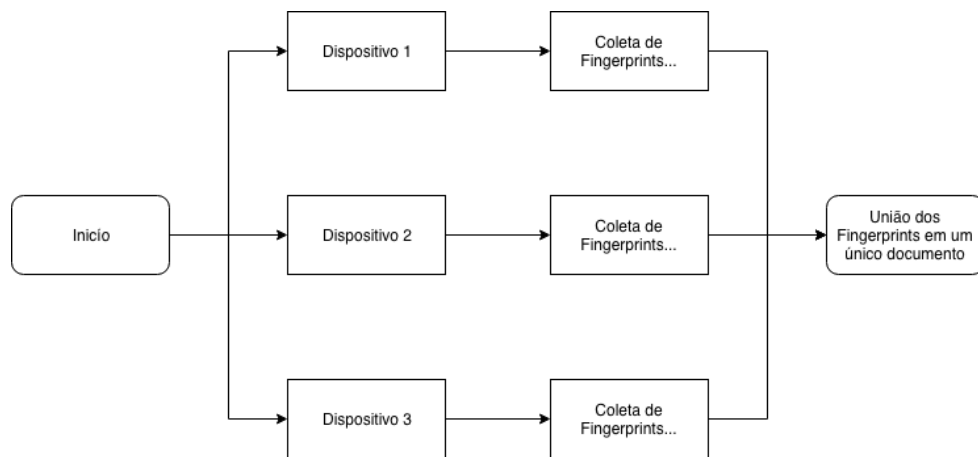 Dispositivo 1
Coleta de
Fingerprints...
Inicío
Dispositivo 2
Coleta de
Fingerprints...
União dos
Fingerprints em um
único documento
Dispositivo 3
Coleta de
Fingerprints...